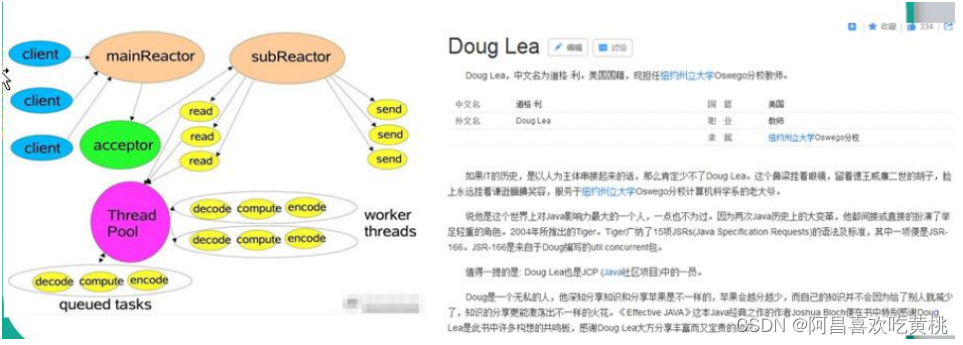 client
mainReactor
subReactor
client
client
acceptor
read
read
read
send
send
send
Thread
Pool
decode compute encode
decode compute encode
worker
threads
decode compute encode
queued tasks
收藏
334
Doug Lea
编辑
讨论
Doug Lea，中文名为道格·利。美国国籍，现担任纽约州立大学Oswego分校教师。
中文名 道格·利 国 籍 美国
外文名 Doug Lea 职 业 教师
隶 属 纽约州立大学Oswego分校
如果IT的历史，是以人为主体串接起来的话，那么肯定少不了Doug Lea。这个鼻梁挂着眼镜，留着德王威廉二世的胡子，脸
上永远挂着谦逊腼腆笑容，服务于纽约州立大学Oswego分校计算机科学系的老大爷。
说他是这个世界上对Java影响力最大的一个人，一点也不为过。因为两次Java历史上的大变革，他都间接或直接的扮演了举
足轻重的角色。2004年所推出的Tiger。Tiger广纳了15项JSRs(Java Specification Requests)的语法及标准，其中一项便是JSR-
166。JSR-166是来自于Doug编写的util.concurrent包。
值得一提的是: Doug Lea也是JCP (Java社区项目)中的一员。
Doug是一个无私的人，他深知分享知识和分享苹果是不一样的，苹果会越分越少，而自己的知识并不会因为给了别人就减少
了，知识的分享更能激荡出不一样的火花。《Effective JAVA》这本Java经典之作的作者Joshua Bloch便在书中特别感谢Doug
Lea是此书中许多构想的共鸣板，感谢Doug Lea大方分享丰富而又宝贵的
CSDN @阿昌喜欢吃黄桃